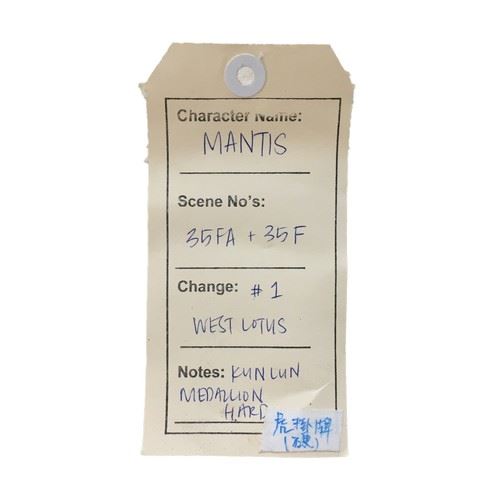 Character Name:
MANTIS
Scene No's:
35FA + 35F
Change: #1
WEST LOTUS
Notes: KUN LUN
MEDALLION
HARD
虎掛牌
(硬)